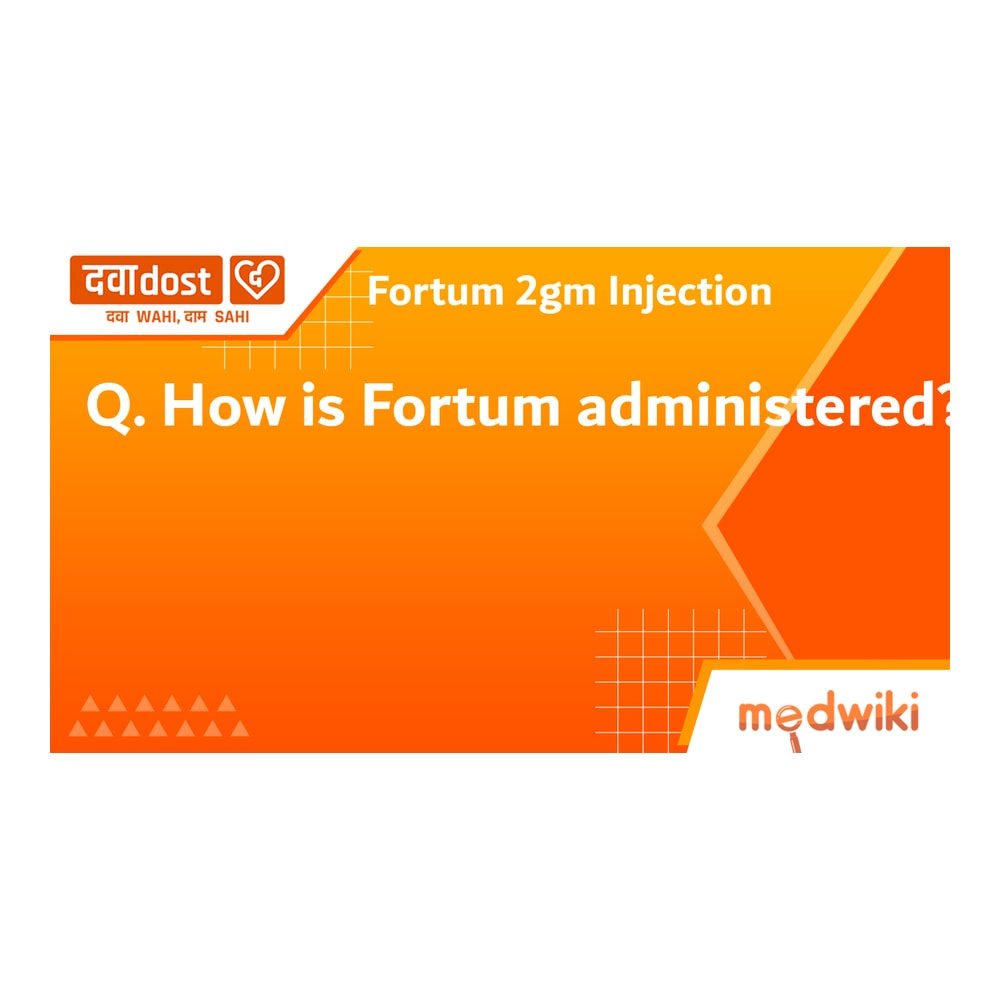 दवाdost
दवा WAHI, दाम SAHI
Fortum 2gm Injection
Q. How is Fortum administered?
medwiki